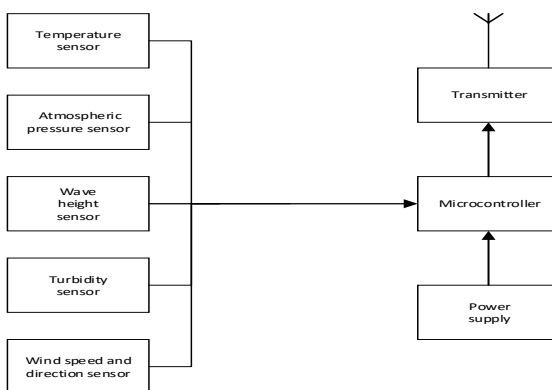 Temperature
sensor
Atmospheric
pressure sensor
Wave
height
sensor
Turbidity
sensor
Wind speed and
direction sensor
Transmitter
Microcontroller
Power
supply